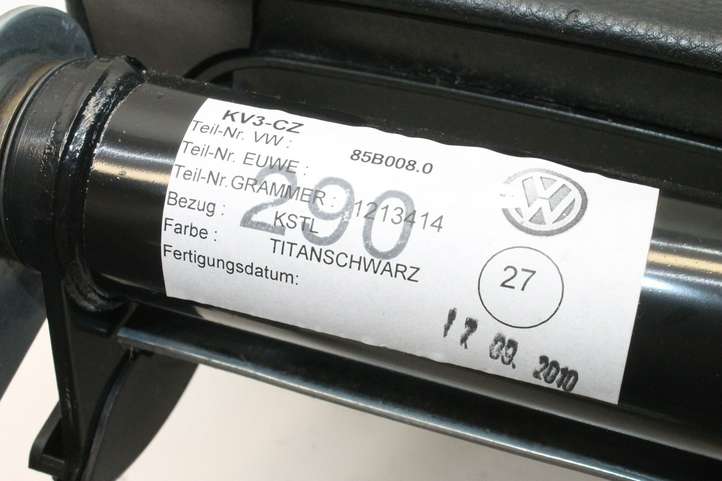 KV3-CZ
Teil-Nr. VW :
Teil-Nr. EUWE : 85B008.0
Teil-Nr.GRAMMER : 1213414
290
Bezug : KSTL
Farbe : TITANSCHWARZ
Fertigungsdatum:
VW
27
17 09. 2010